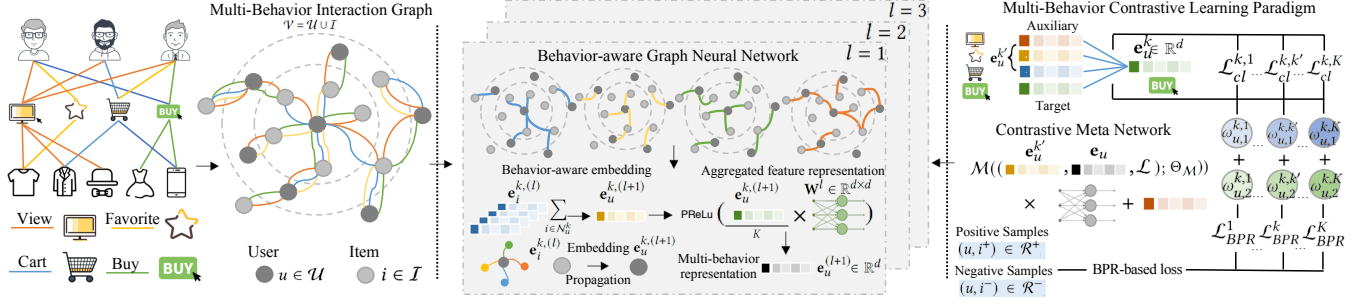 Multi-Behavior Interaction Graph
𝒱 = 𝒰 ∪ ℐ
BUY
View
Favorite
Cart
Buy
BUY
User
u ∈ 𝒰
Item
i ∈ ℐ
l = 3
l = 2
l = 1
Behavior-aware Graph Neural Network
Behavior-aware embedding
Aggregated feature representation
e_i^{k,(l)}
∑_{i∈𝒩_u^k}
e_u^{k,(l+1)}
PReLu
e_u^{k,(l+1)}
K
×
W^l ∈ ℝ^{d×d}
e_i^{k,(l)}
Embedding
Propagation
e_u^{k,(l+1)}
Multi-behavior
representation
e_u^{(l+1)} ∈ ℝ^d
Multi-Behavior Contrastive Learning Paradigm
Auxiliary
e_u^{k'} {
BUY
Target
e_u^k ∈ ℝ^d
BUY
ℒ_{cl}^{k,1} ... ℒ_{cl}^{k,k'} ... ℒ_{cl}^{k,K}
Contrastive Meta Network
e_u^{k'} e_u
ℳ(( , , ℒ ); Θ_ℳ))
× +
ω_{u,1}^{k,1} ... ω_{u,1}^{k,k'} ... ω_{u,1}^{k,K}
+ + +
ω_{u,2}^{k,1} ... ω_{u,2}^{k,k'} ... ω_{u,2}^{k,K}
ℒ_{BPR}^1 ... ℒ_{BPR}^k ... ℒ_{BPR}^K
Positive Samples
(u, i^+) ∈ ℛ^+
Negative Samples
(u, i^-) ∈ ℛ^-
BPR-based loss